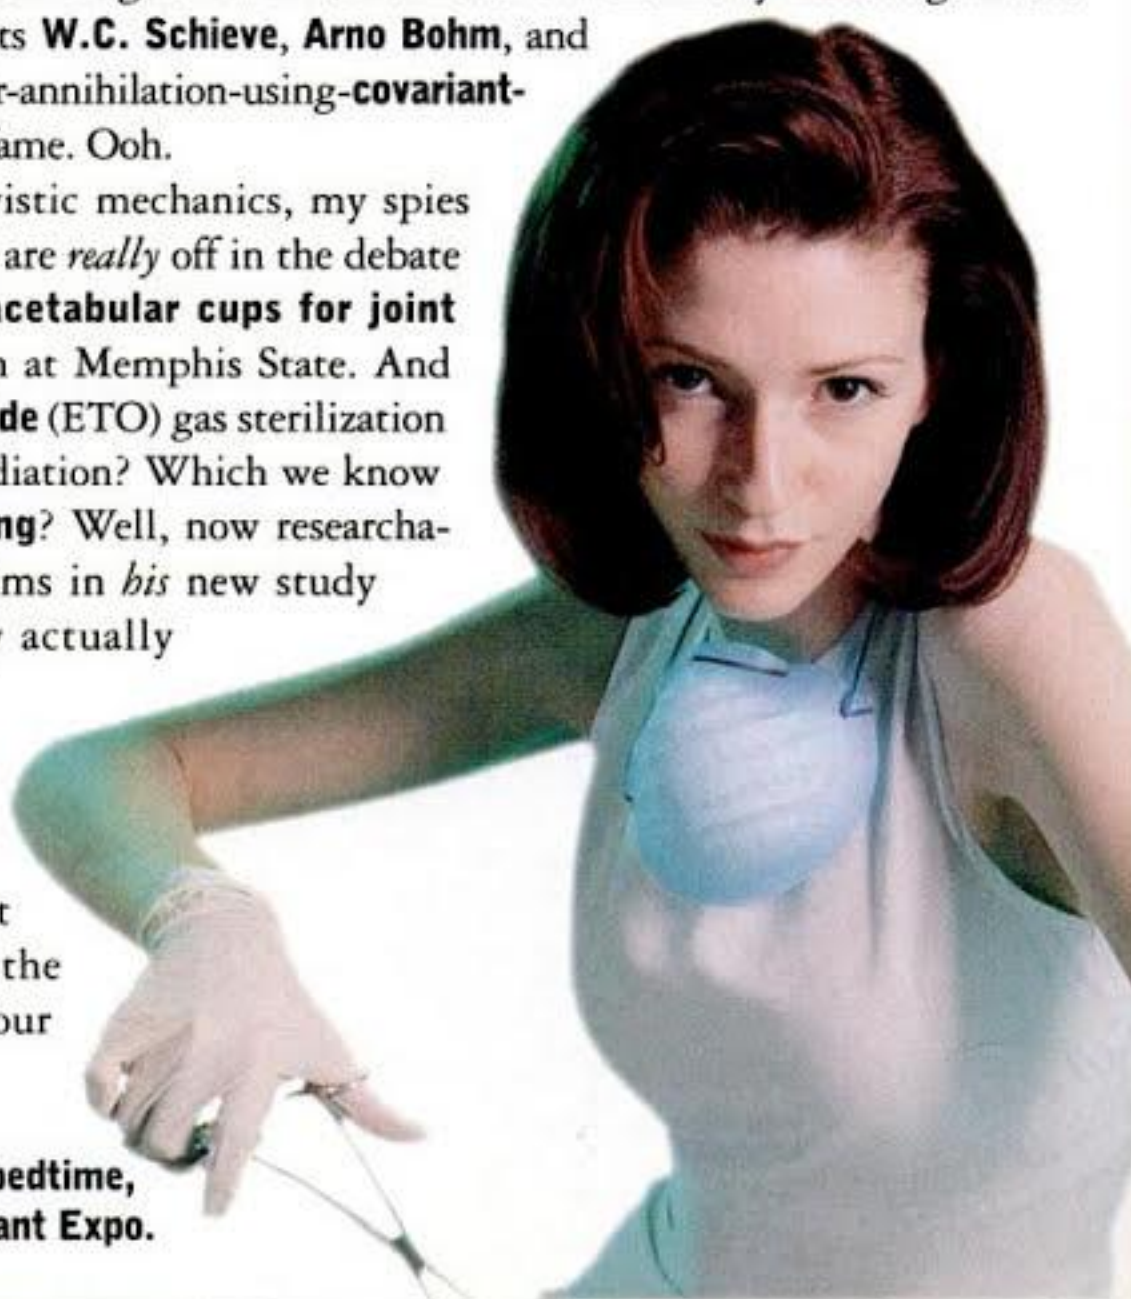 ts W.C. Schieve, Arno Bohm, and
r-annihilation-using-covariant-
ame. Ooh.
istic mechanics, my spies
are really off in the debate
cetabular cups for joint
at Memphis State. And
de (ETO) gas sterilization
diation? Which we know
ng? Well, now researcha-
ms in his new study
actually
t
the
our
bedtime,
ant Expo.